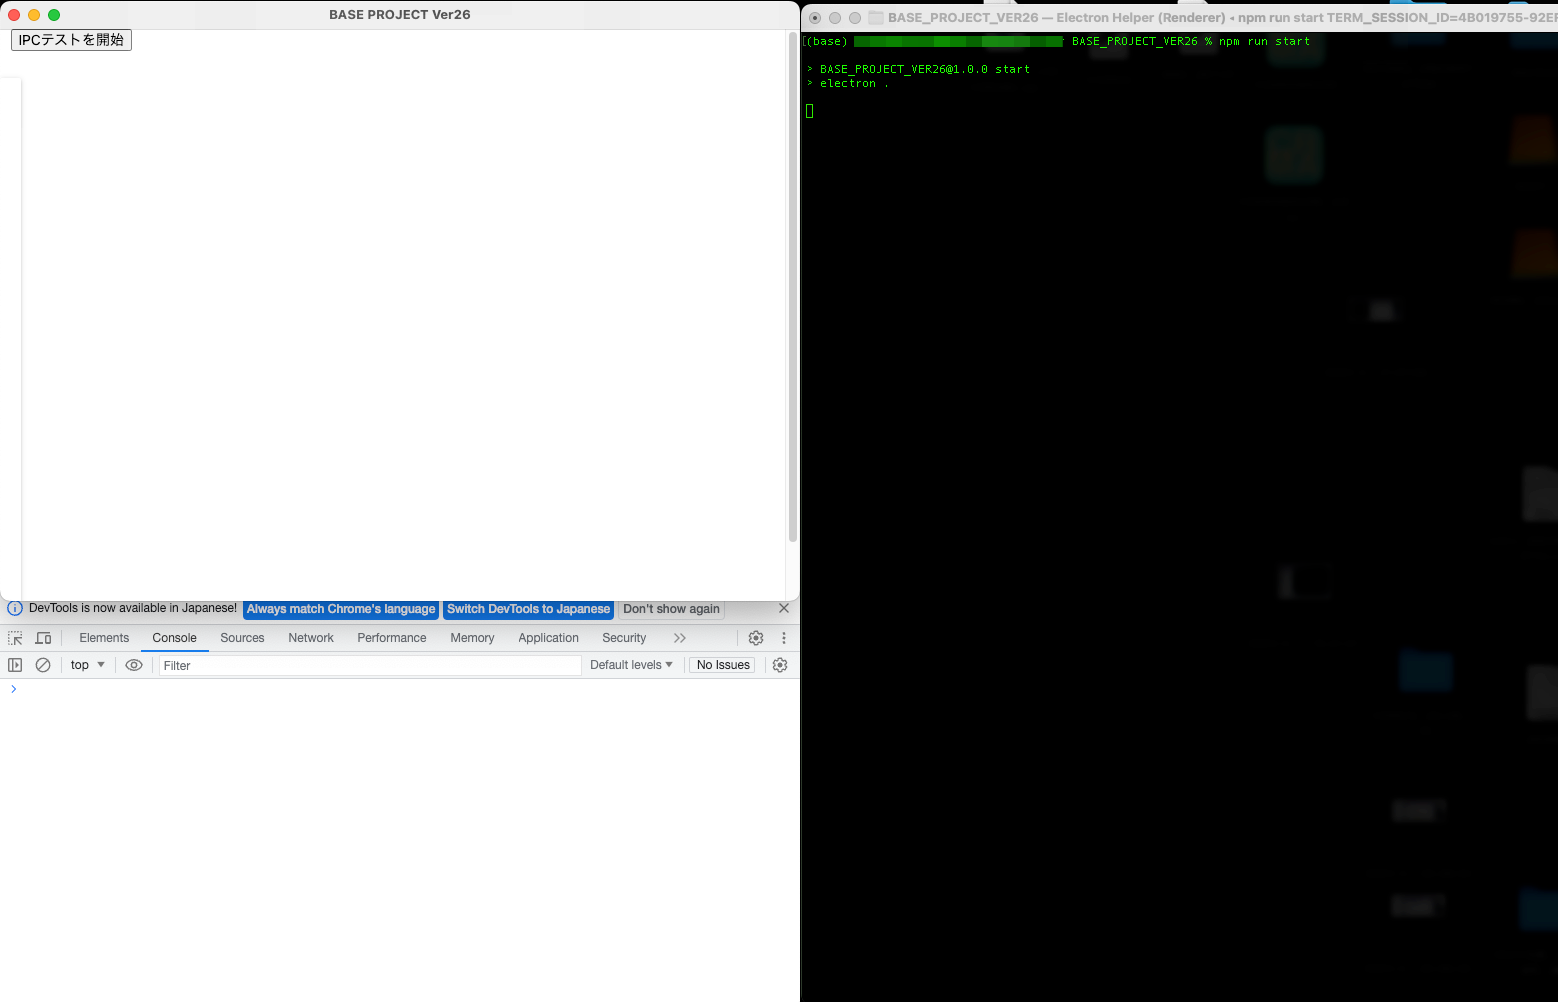 BASE PROJECT Ver26
IPCテストを開始
DevTools is now available in Japanese! Always match Chrome's language Switch DevTools to Japanese Don't show again
Elements Console Sources Network Performance Memory Application Security
top Filter Default levels No Issues
BASE_PROJECT_VER26 — Electron Helper (Renderer) ◂ npm run start TERM_SESSION_ID=4B019755-92EF
(base) BASE_PROJECT_VER26 % npm run start
> BASE_PROJECT_VER26@1.0.0 start
> electron .